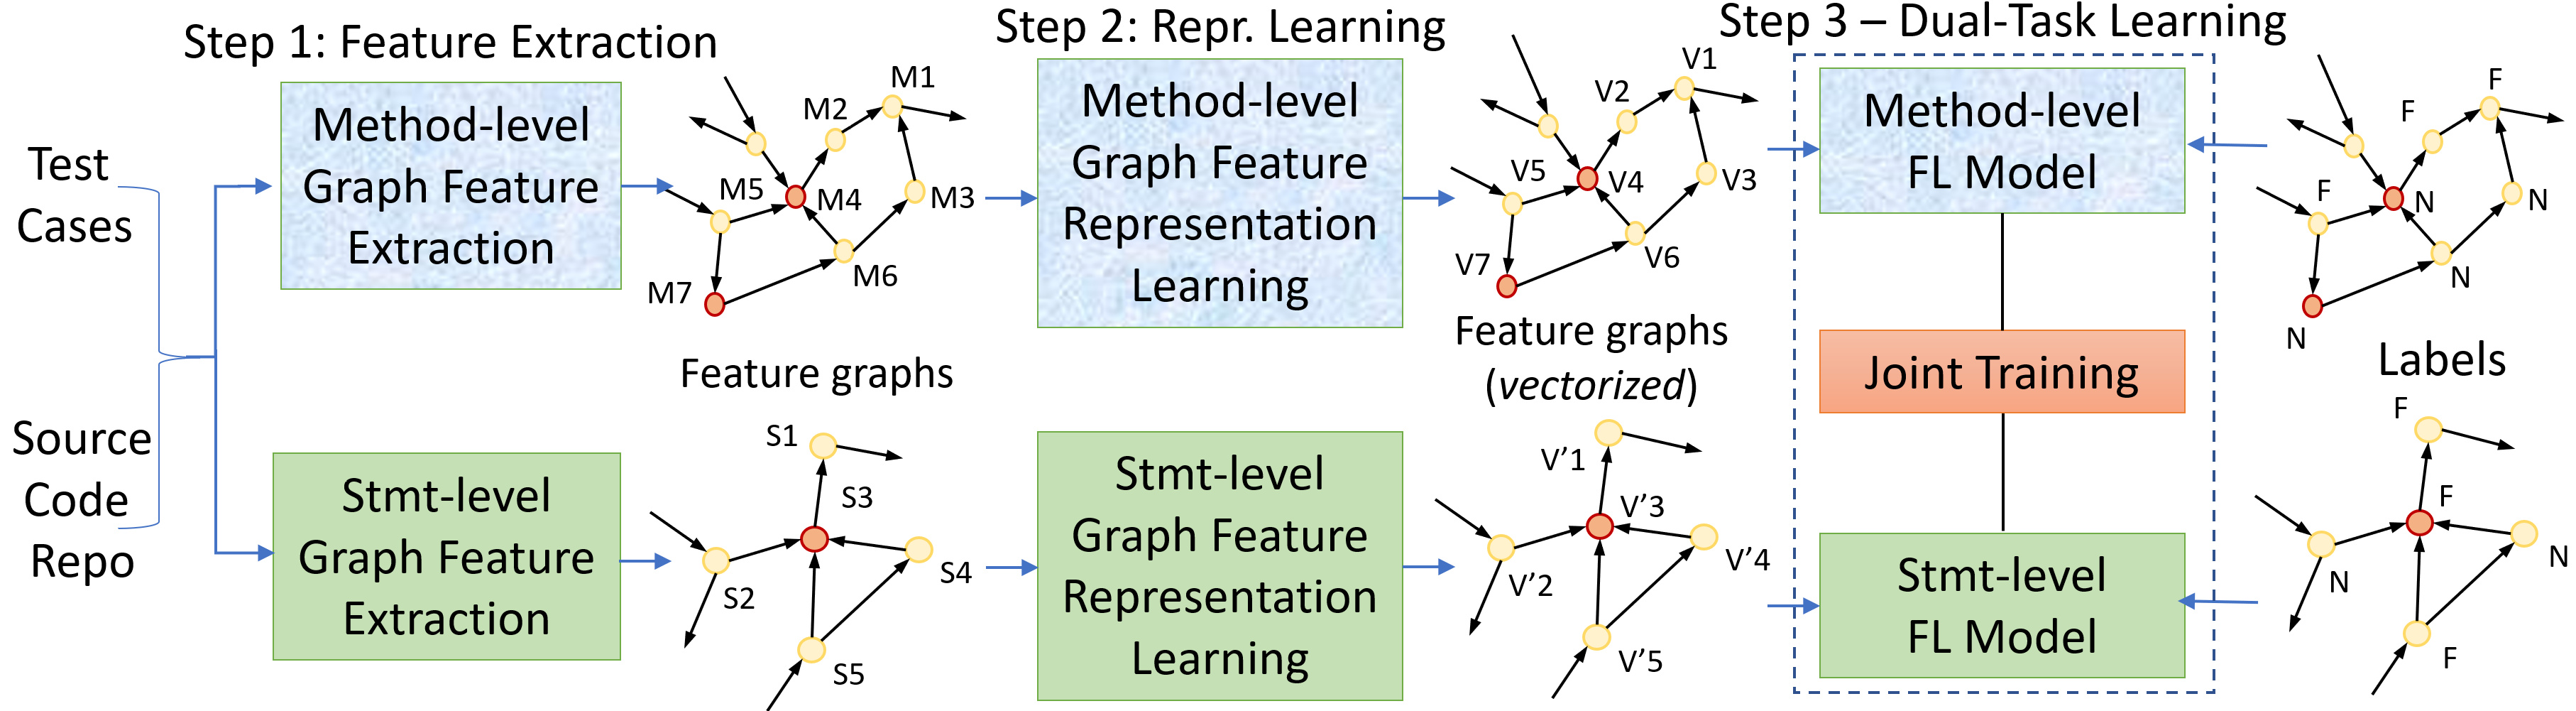 Step 1: Feature Extraction
Step 2: Repr. Learning
Step 3 – Dual-Task Learning
Test
Cases
Source
Code
Repo
Method-level
Graph Feature
Extraction
Stmt-level
Graph Feature
Extraction
M1
M2
M5
M4
M3
M6
M7
Feature graphs
S1
S3
S2
S4
S5
Method-level
Graph Feature
Representation
Learning
Stmt-level
Graph Feature
Representation
Learning
V1
V2
V5
V4
V3
V6
V7
Feature graphs
(vectorized)
V’1
V’3
V’2
V’4
V’5
Method-level
FL Model
Joint Training
Stmt-level
FL Model
F
F
F
N
N
N
N
Labels
F
F
N
N
F